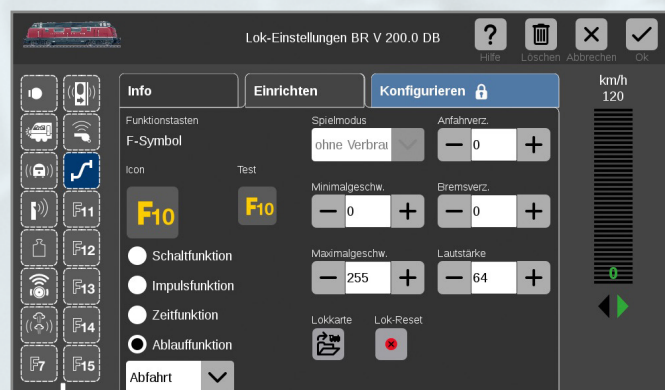 Lok-Einstellungen BR V 200.0 DB
?
Hilfe
Löschen
Abbrechen
Ok
Info
Einrichten
Konfigurieren
km/h
120
Funktionstasten
F-Symbol
Spielmodus
ohne Verbrau
Anfahrverz.
0
Icon
Test
F10
F10
Minimalgeschw.
0
Bremsverz.
0
Schaltfunktion
Impulsfunktion
Zeitfunktion
Ablauffunktion
Abfahrt
Maximalgeschw.
255
Lautstärke
64
Lokkarte
Lok-Reset
0
F11
F12
F13
F14
F7
F15